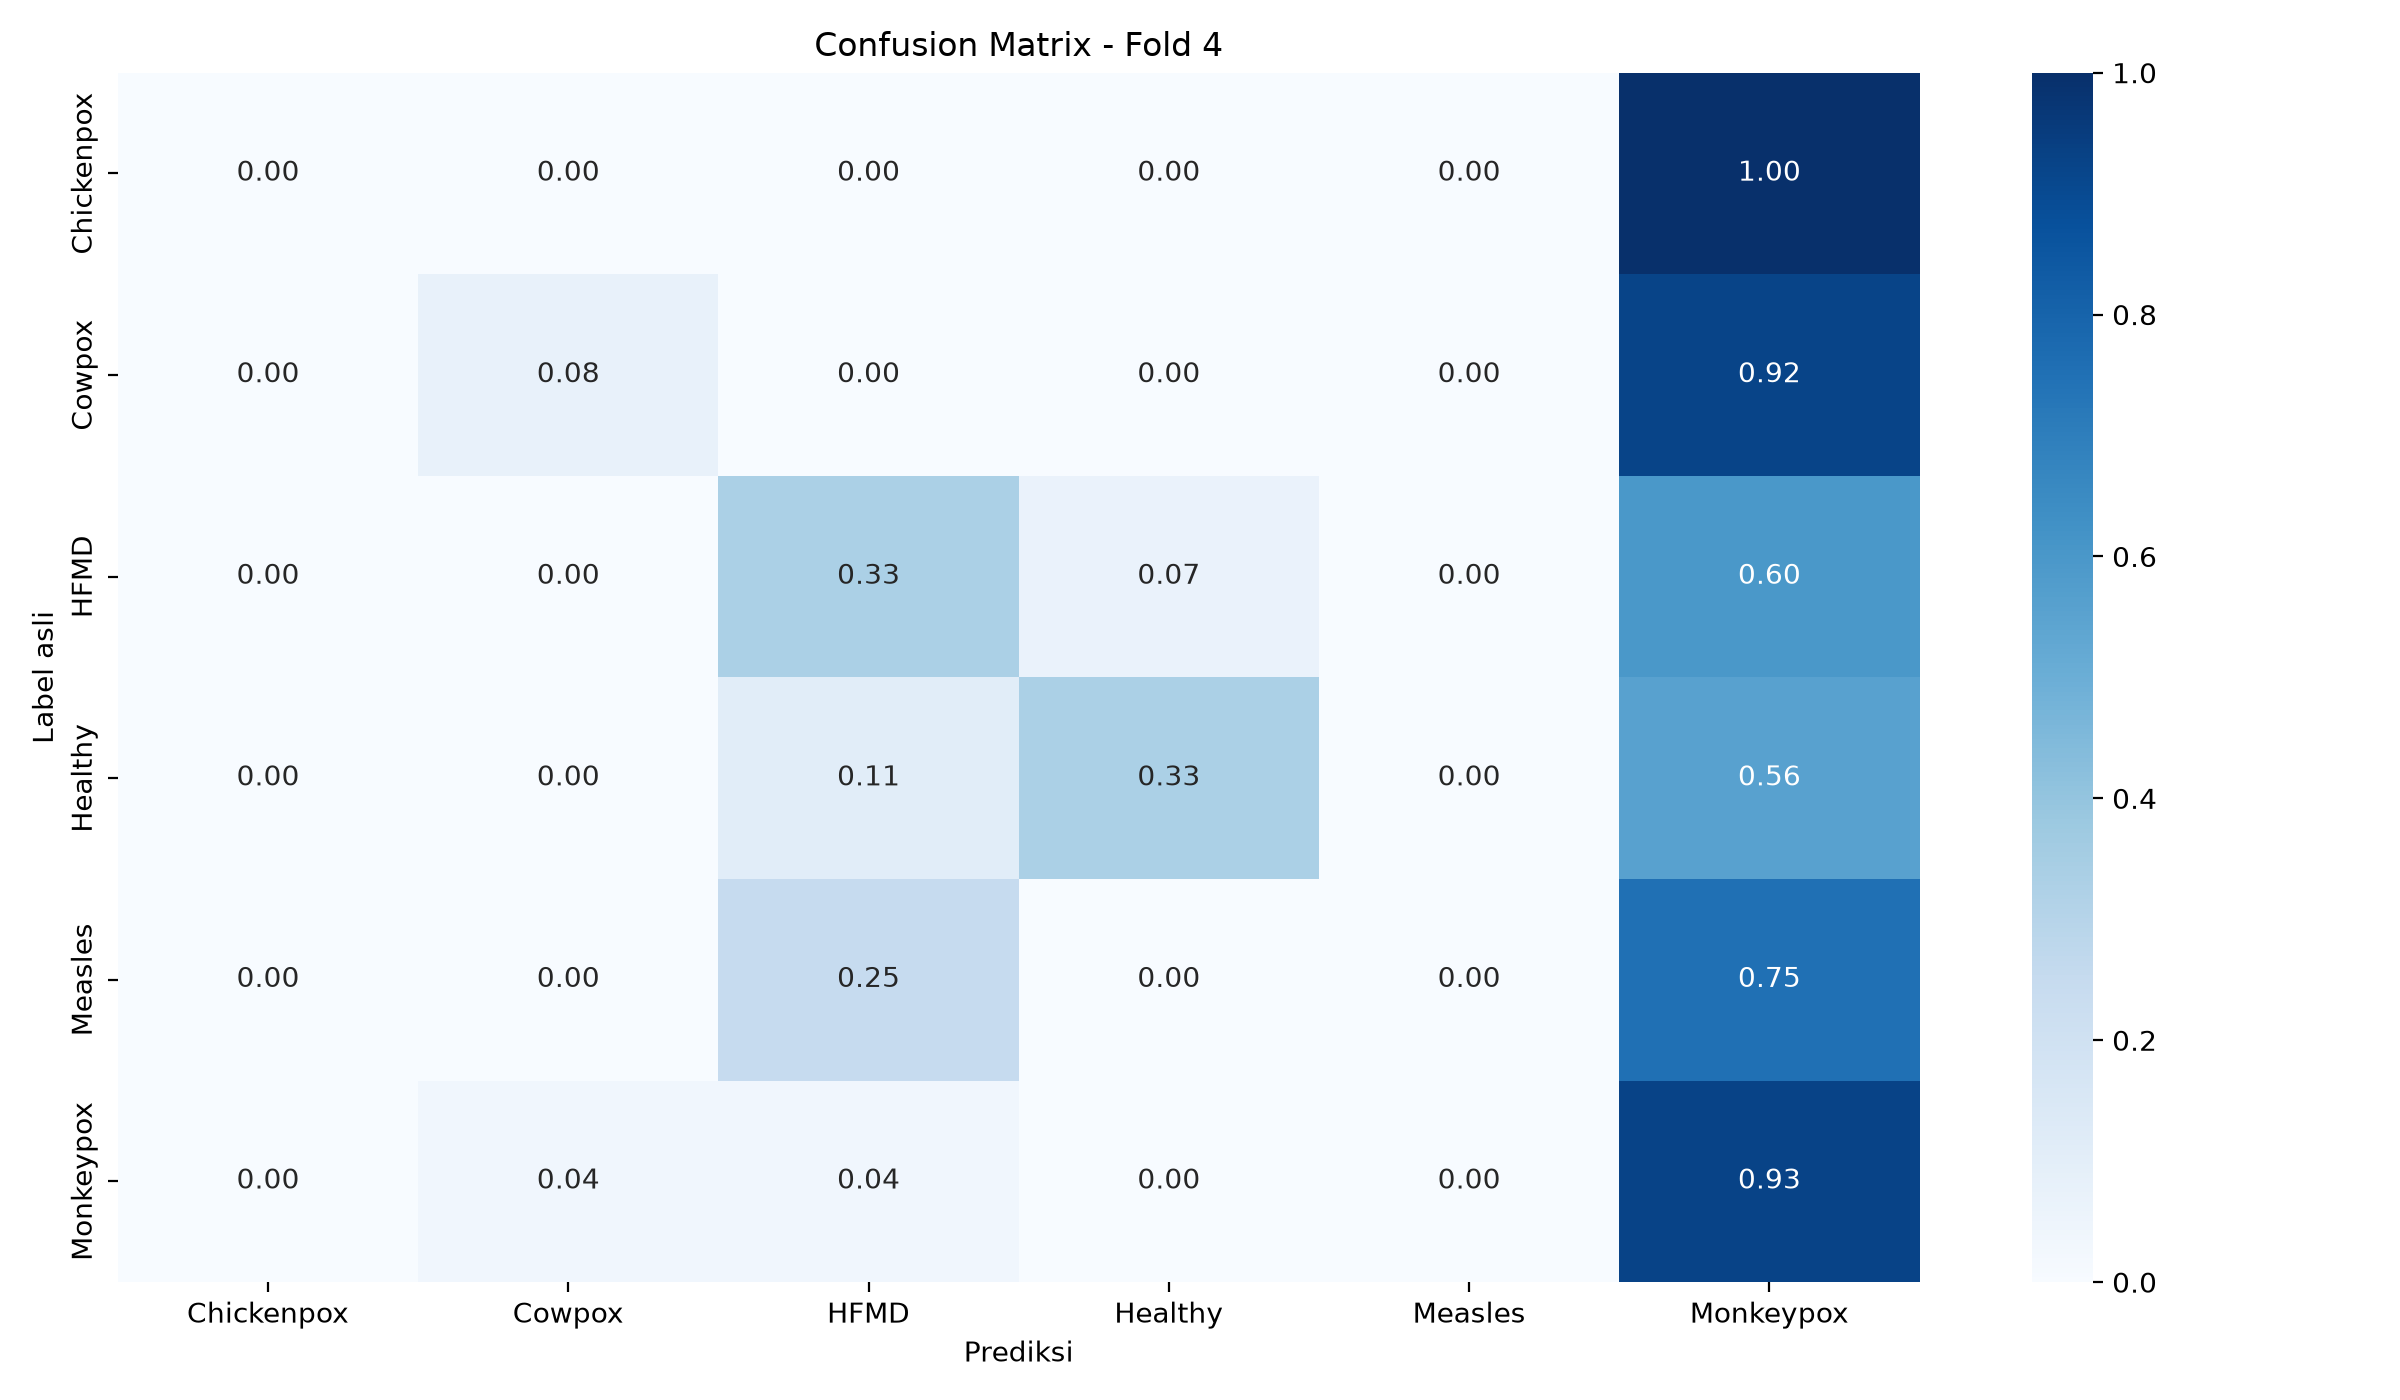 Confusion Matrix - Fold 4
Chickenpox 0.00 0.00 0.00 0.00 0.00 1.00
Cowpox 0.00 0.08 0.00 0.00 0.00 0.92
HFMD 0.00 0.00 0.33 0.07 0.00 0.60
Healthy 0.00 0.00 0.11 0.33 0.00 0.56
Measles 0.00 0.00 0.25 0.00 0.00 0.75
Monkeypox 0.00 0.04 0.04 0.00 0.00 0.93
Label asli
Chickenpox Cowpox HFMD Healthy Measles Monkeypox
Prediksi
1.0
0.8
0.6
0.4
0.2
0.0